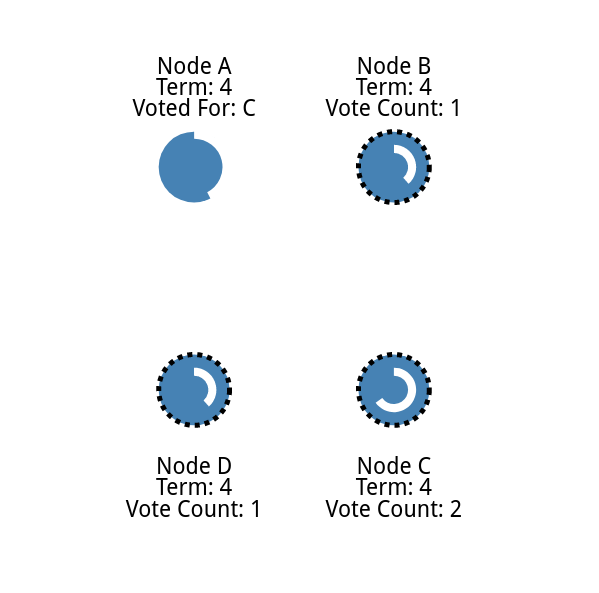 Node A
Term: 4
Voted For: C
Node B
Term: 4
Vote Count: 1
Node D
Term: 4
Vote Count: 1
Node C
Term: 4
Vote Count: 2